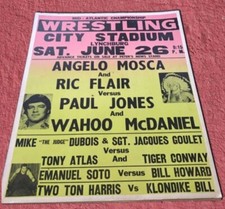 MID-ATLANTIC CHAMPIONSHIP
WRESTLING
CITY STADIUM
LYNCHBURG
SAT. JUNE 26 8:15 P.M.
ANGELO MOSCA
And
RIC FLAIR
Versus
PAUL JONES
And
WAHOO McDANIEL
MIKE "THE JUDGE" DUBOIS & SGT. JACQUES GOULET
Versus
TONY ATLAS And TIGER CONWAY
EMANUEL SOTO Versus BILL HOWARD
TWO TON HARRIS Vs KLONDIKE BILL